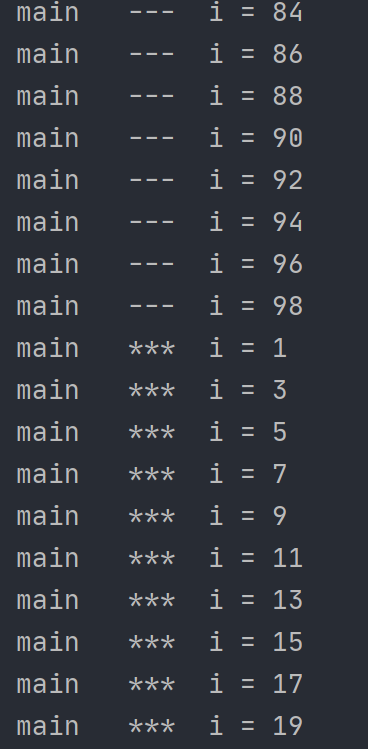 main   ---  i = 84
main   ---  i = 86
main   ---  i = 88
main   ---  i = 90
main   ---  i = 92
main   ---  i = 94
main   ---  i = 96
main   ---  i = 98
main   ***  i = 1
main   ***  i = 3
main   ***  i = 5
main   ***  i = 7
main   ***  i = 9
main   ***  i = 11
main   ***  i = 13
main   ***  i = 15
main   ***  i = 17
main   ***  i = 19